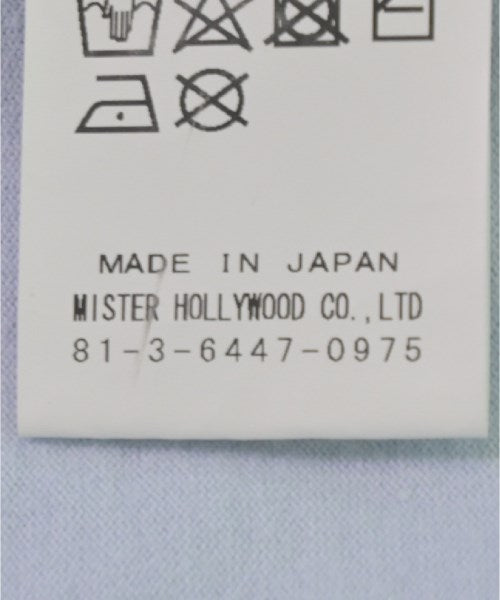 MADE IN JAPAN
MISTER HOLLYWOOD CO.,LTD
81-3-6447-0975